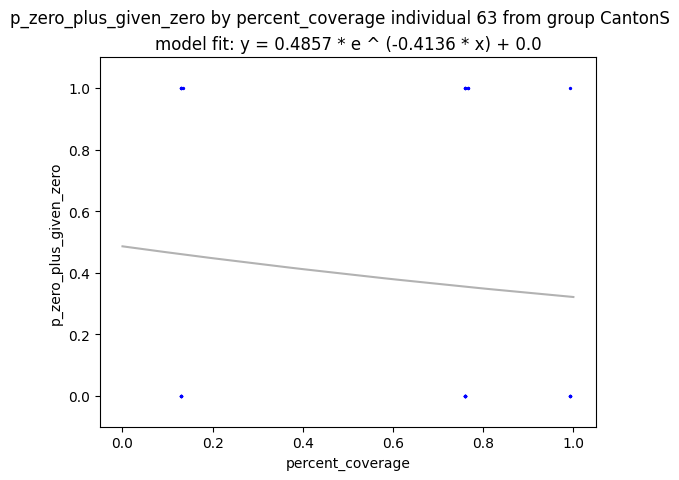 p_zero_plus_given_zero by percent_coverage individual 63 from group CantonS
model fit: y = 0.4857 * e ^ (-0.4136 * x) + 0.0
1.0
0.8
0.6
0.4
0.2
0.0
p_zero_plus_given_zero
0.0 0.2 0.4 0.6 0.8 1.0
percent_coverage